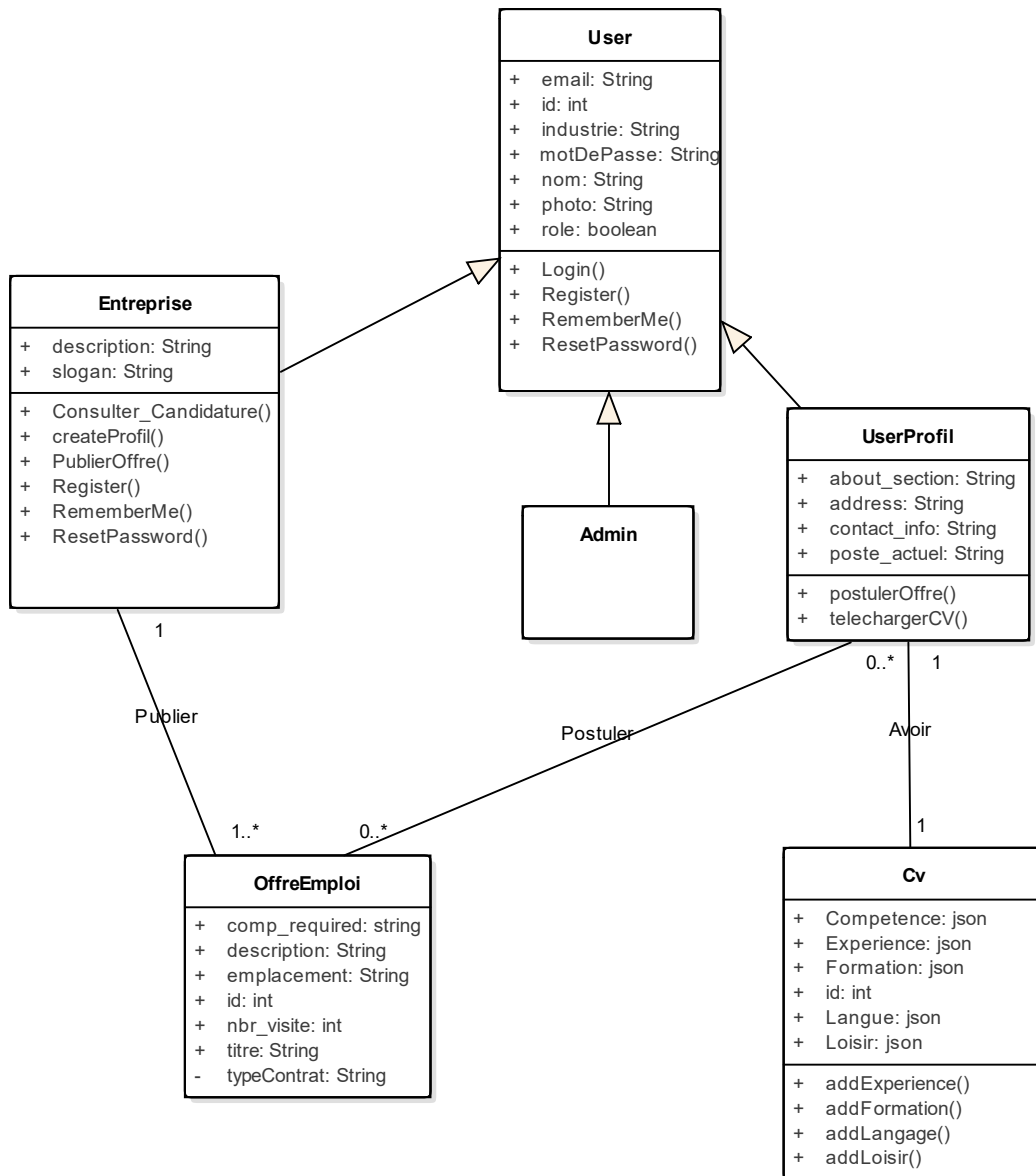 User
+ email: String
+ id: int
+ industrie: String
+ motDePasse: String
+ nom: String
+ photo: String
+ role: boolean
+ Login()
+ Register()
+ RememberMe()
+ ResetPassword()
Entreprise
+ description: String
+ slogan: String
+ Consulter_Candidature()
+ createProfil()
+ PublierOffre()
+ Register()
+ RememberMe()
+ ResetPassword()
Admin
UserProfil
+ about_section: String
+ address: String
+ contact_info: String
+ poste_actuel: String
+ postulerOffre()
+ telechargerCV()
1
Publier
1..*
0..*
Postuler
0..*
1
Avoir
1
OffreEmploi
+ comp_required: string
+ description: String
+ emplacement: String
+ id: int
+ nbr_visite: int
+ titre: String
- typeContrat: String
Cv
+ Competence: json
+ Experience: json
+ Formation: json
+ id: int
+ Langue: json
+ Loisir: json
+ addExperience()
+ addFormation()
+ addLangage()
+ addLoisir()